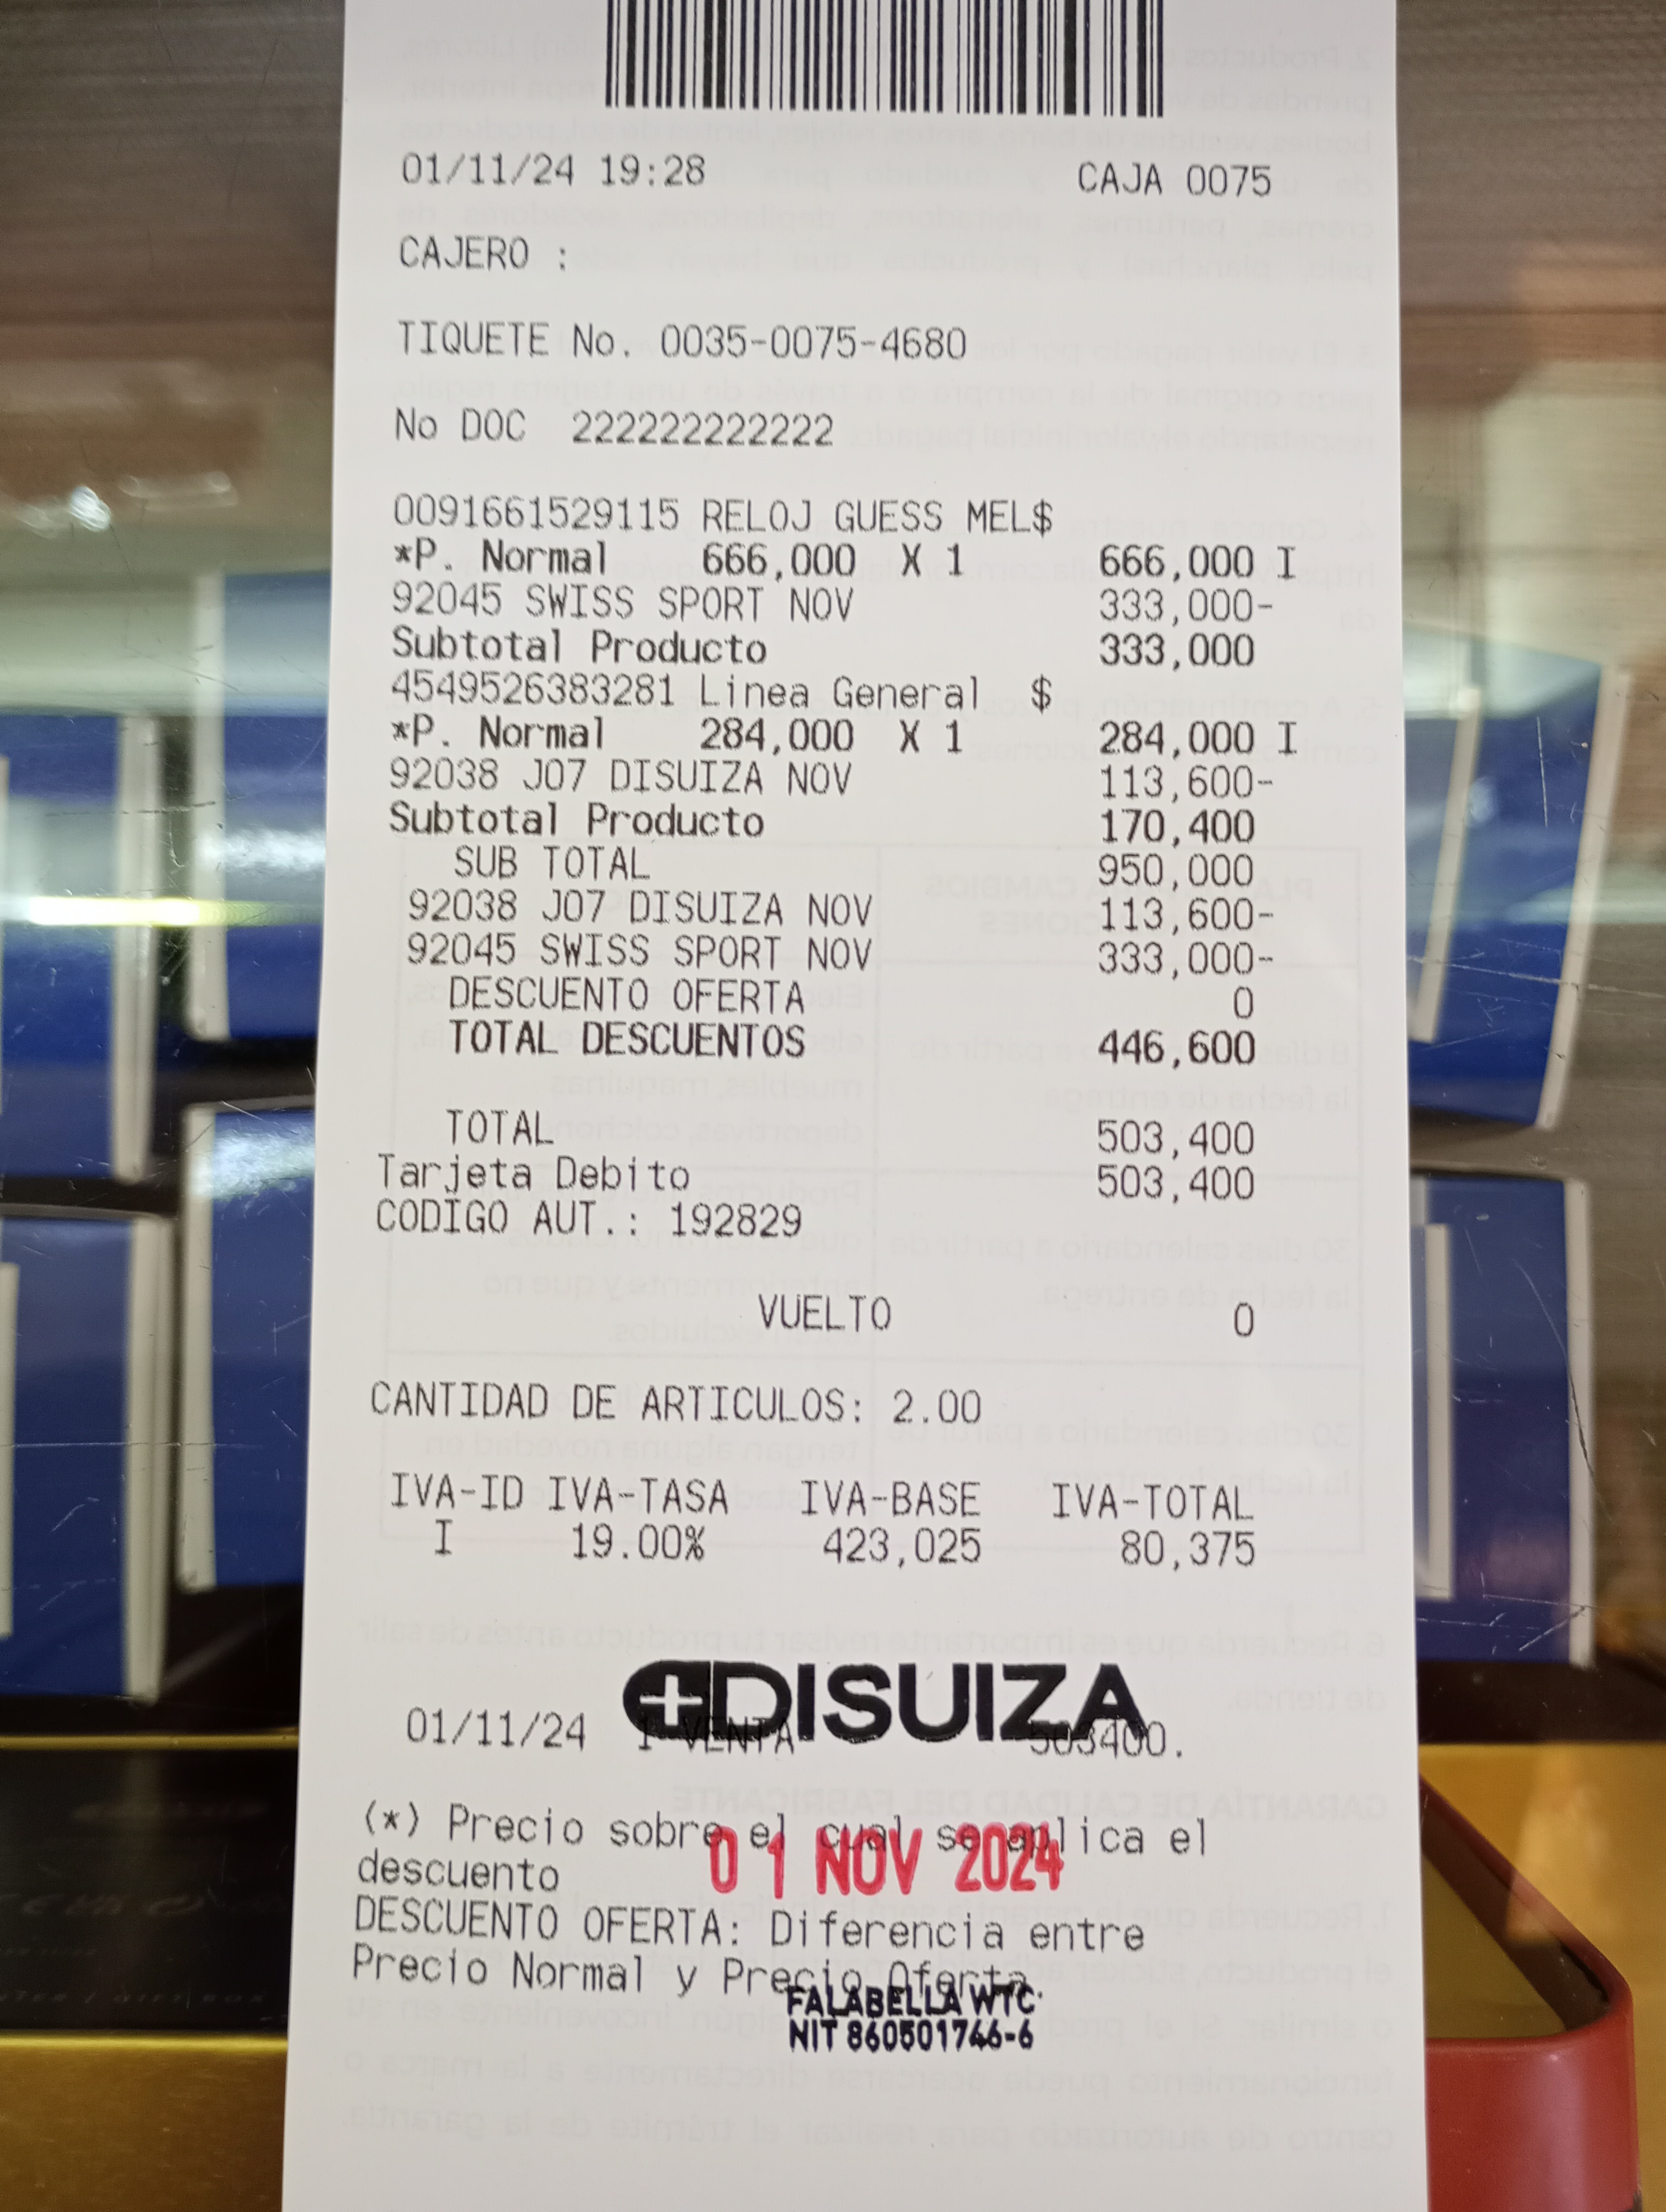 01/11/24 19:28 CAJA 0075
CAJERO :
TIQUETE No. 0035-0075-4680
No DOC 222222222222
0091661529115 RELOJ GUESS MEL$
*P. Normal 666,000 X 1 666,000 I
92045 SWISS SPORT NOV 333,000-
Subtotal Producto 333,000
4549526383281 Linea General $
*P. Normal 284,000 X 1 284,000 I
92038 J07 DISUIZA NOV 113,600-
Subtotal Producto 170,400
SUB TOTAL 950,000
92038 J07 DISUIZA NOV 113,600-
92045 SWISS SPORT NOV 333,000-
DESCUENTO OFERTA 0
TOTAL DESCUENTOS 446,600
TOTAL 503,400
Tarjeta Debito 503,400
CODIGO AUT.: 192829
VUELTO 0
CANTIDAD DE ARTICULOS: 2.00
IVA-ID IVA-TASA IVA-BASE IVA-TOTAL
I 19.00% 423,025 80,375
DISUIZA
01/11/24 1 VENTA 503400.
(*) Precio sobre el cual se aplica el
descuento
01 NOV 2024
DESCUENTO OFERTA: Diferencia entre
Precio Normal y Precio Oferta.
FALABELLA WTC
NIT 860501746-6